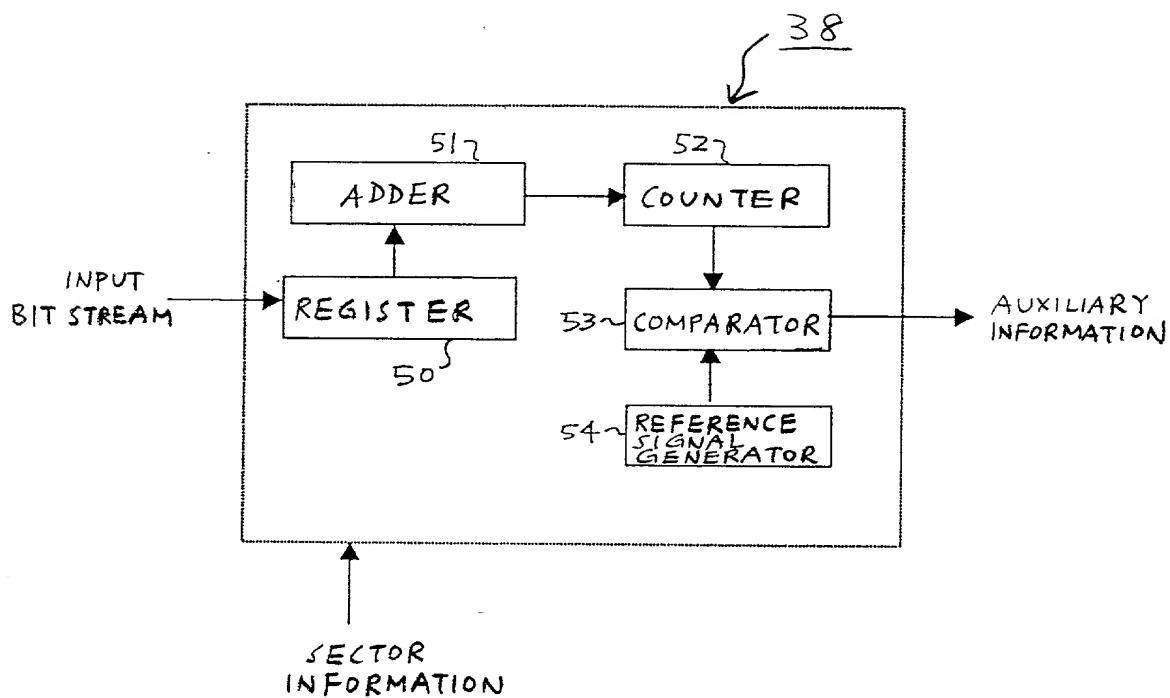 38
51
ADDER
52
COUNTER
INPUT
BIT STREAM
REGISTER
50
53
COMPARATOR
AUXILIARY
INFORMATION
54
REFERENCE
SIGNAL
GENERATOR
SECTOR
INFORMATION